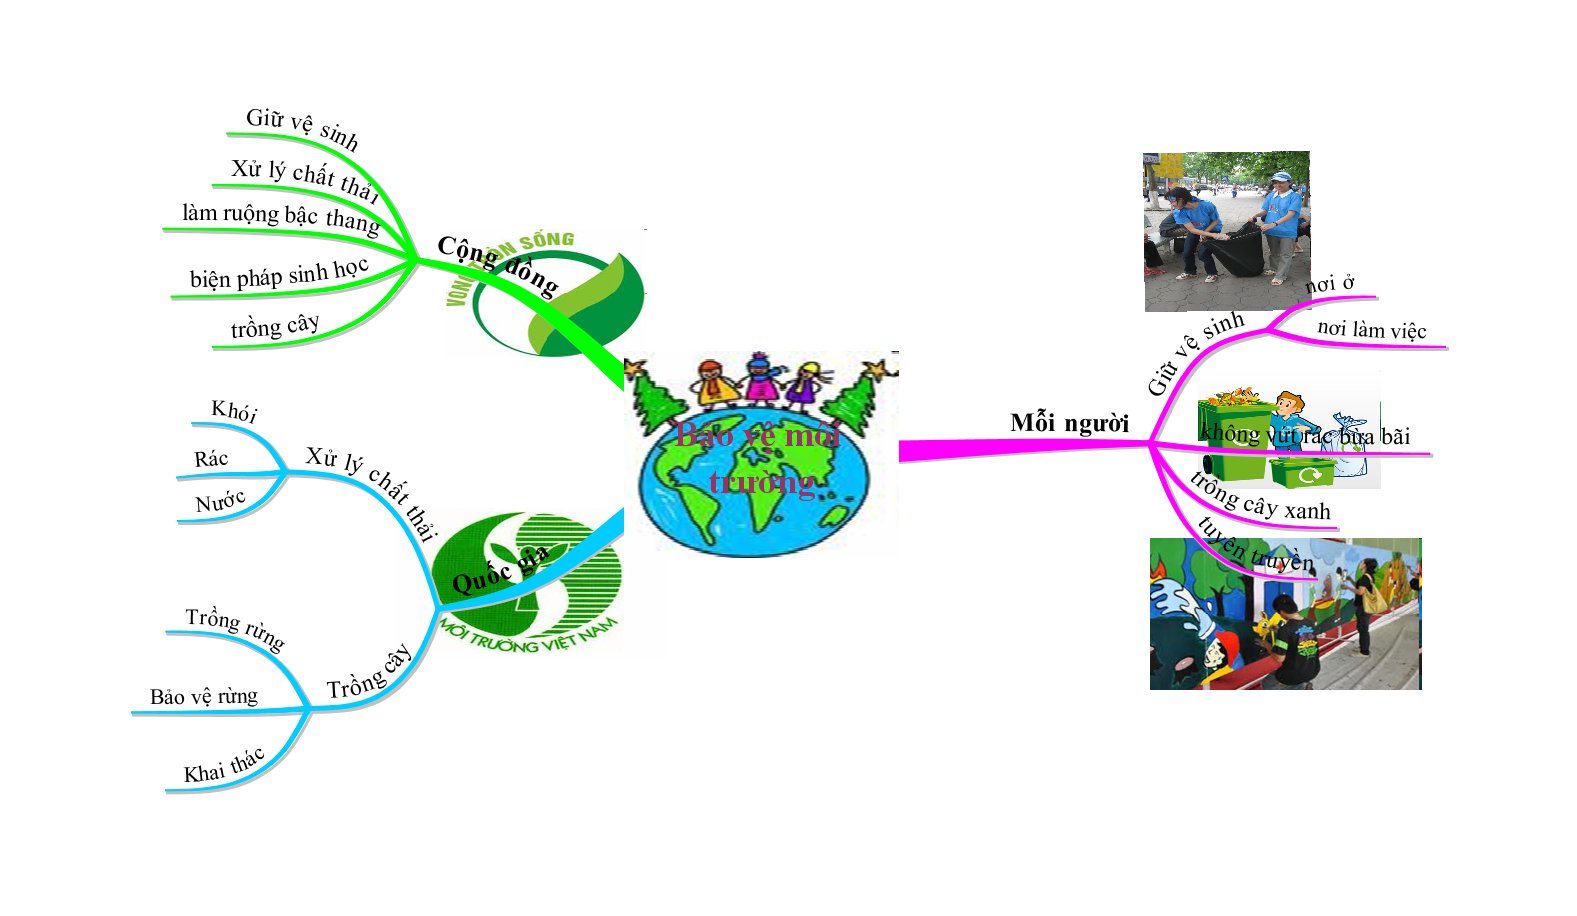 Bảo vệ môi
trường
Cộng đồng
Giữ vệ sinh
Xử lý chất thải
làm ruộng bậc thang
biện pháp sinh học
trồng cây
SỐNG
Quốc gia
MÔI TRƯỜNG VIỆT NAM
Xử lý chất thải
Khói
Rác
Nước
Trồng cây
Trồng rừng
Bảo vệ rừng
Khai thác
Mỗi người
Giữ vệ sinh
nơi ở
nơi làm việc
không vứt rác bừa bãi
trồng cây xanh
tuyên truyền